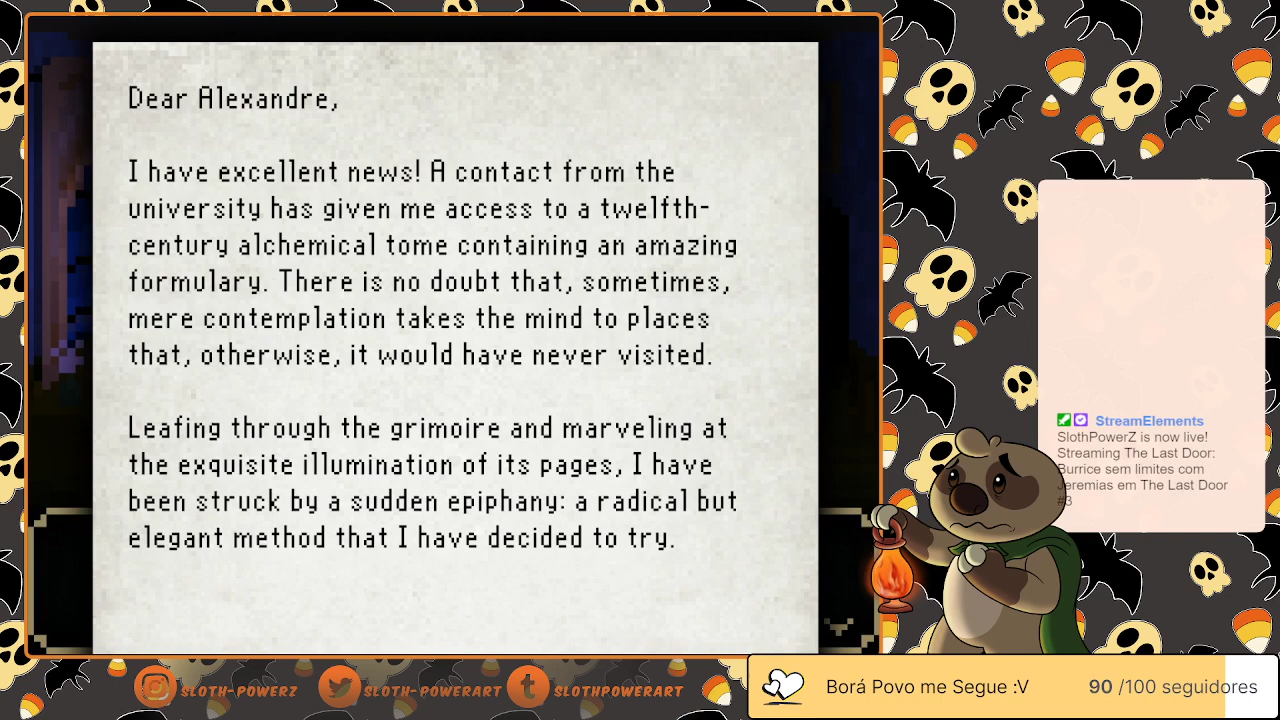 Dear Alexandre,
I have excellent news! A contact from the
university has given me access to a twelfth-
century alchemical tome containing an amazing
formulary. There is no doubt that, sometimes,
mere contemplation takes the mind to places
that, otherwise, it would have never visited.
Leafing through the grimoire and marveling at
the exquisite illumination of its pages, I have
been struck by a sudden epiphany: a radical but
elegant method that I have decided to try.
StreamElements
SlothPowerZ is now live!
Streaming The Last Door:
Burrice sem limites com
Jeremias em The Last Door
#3
SLOTH-POWERZ
SLOTH-POWERART
SLOTHPOWERART
Borá Povo me Segue :V
90 /100 seguidores